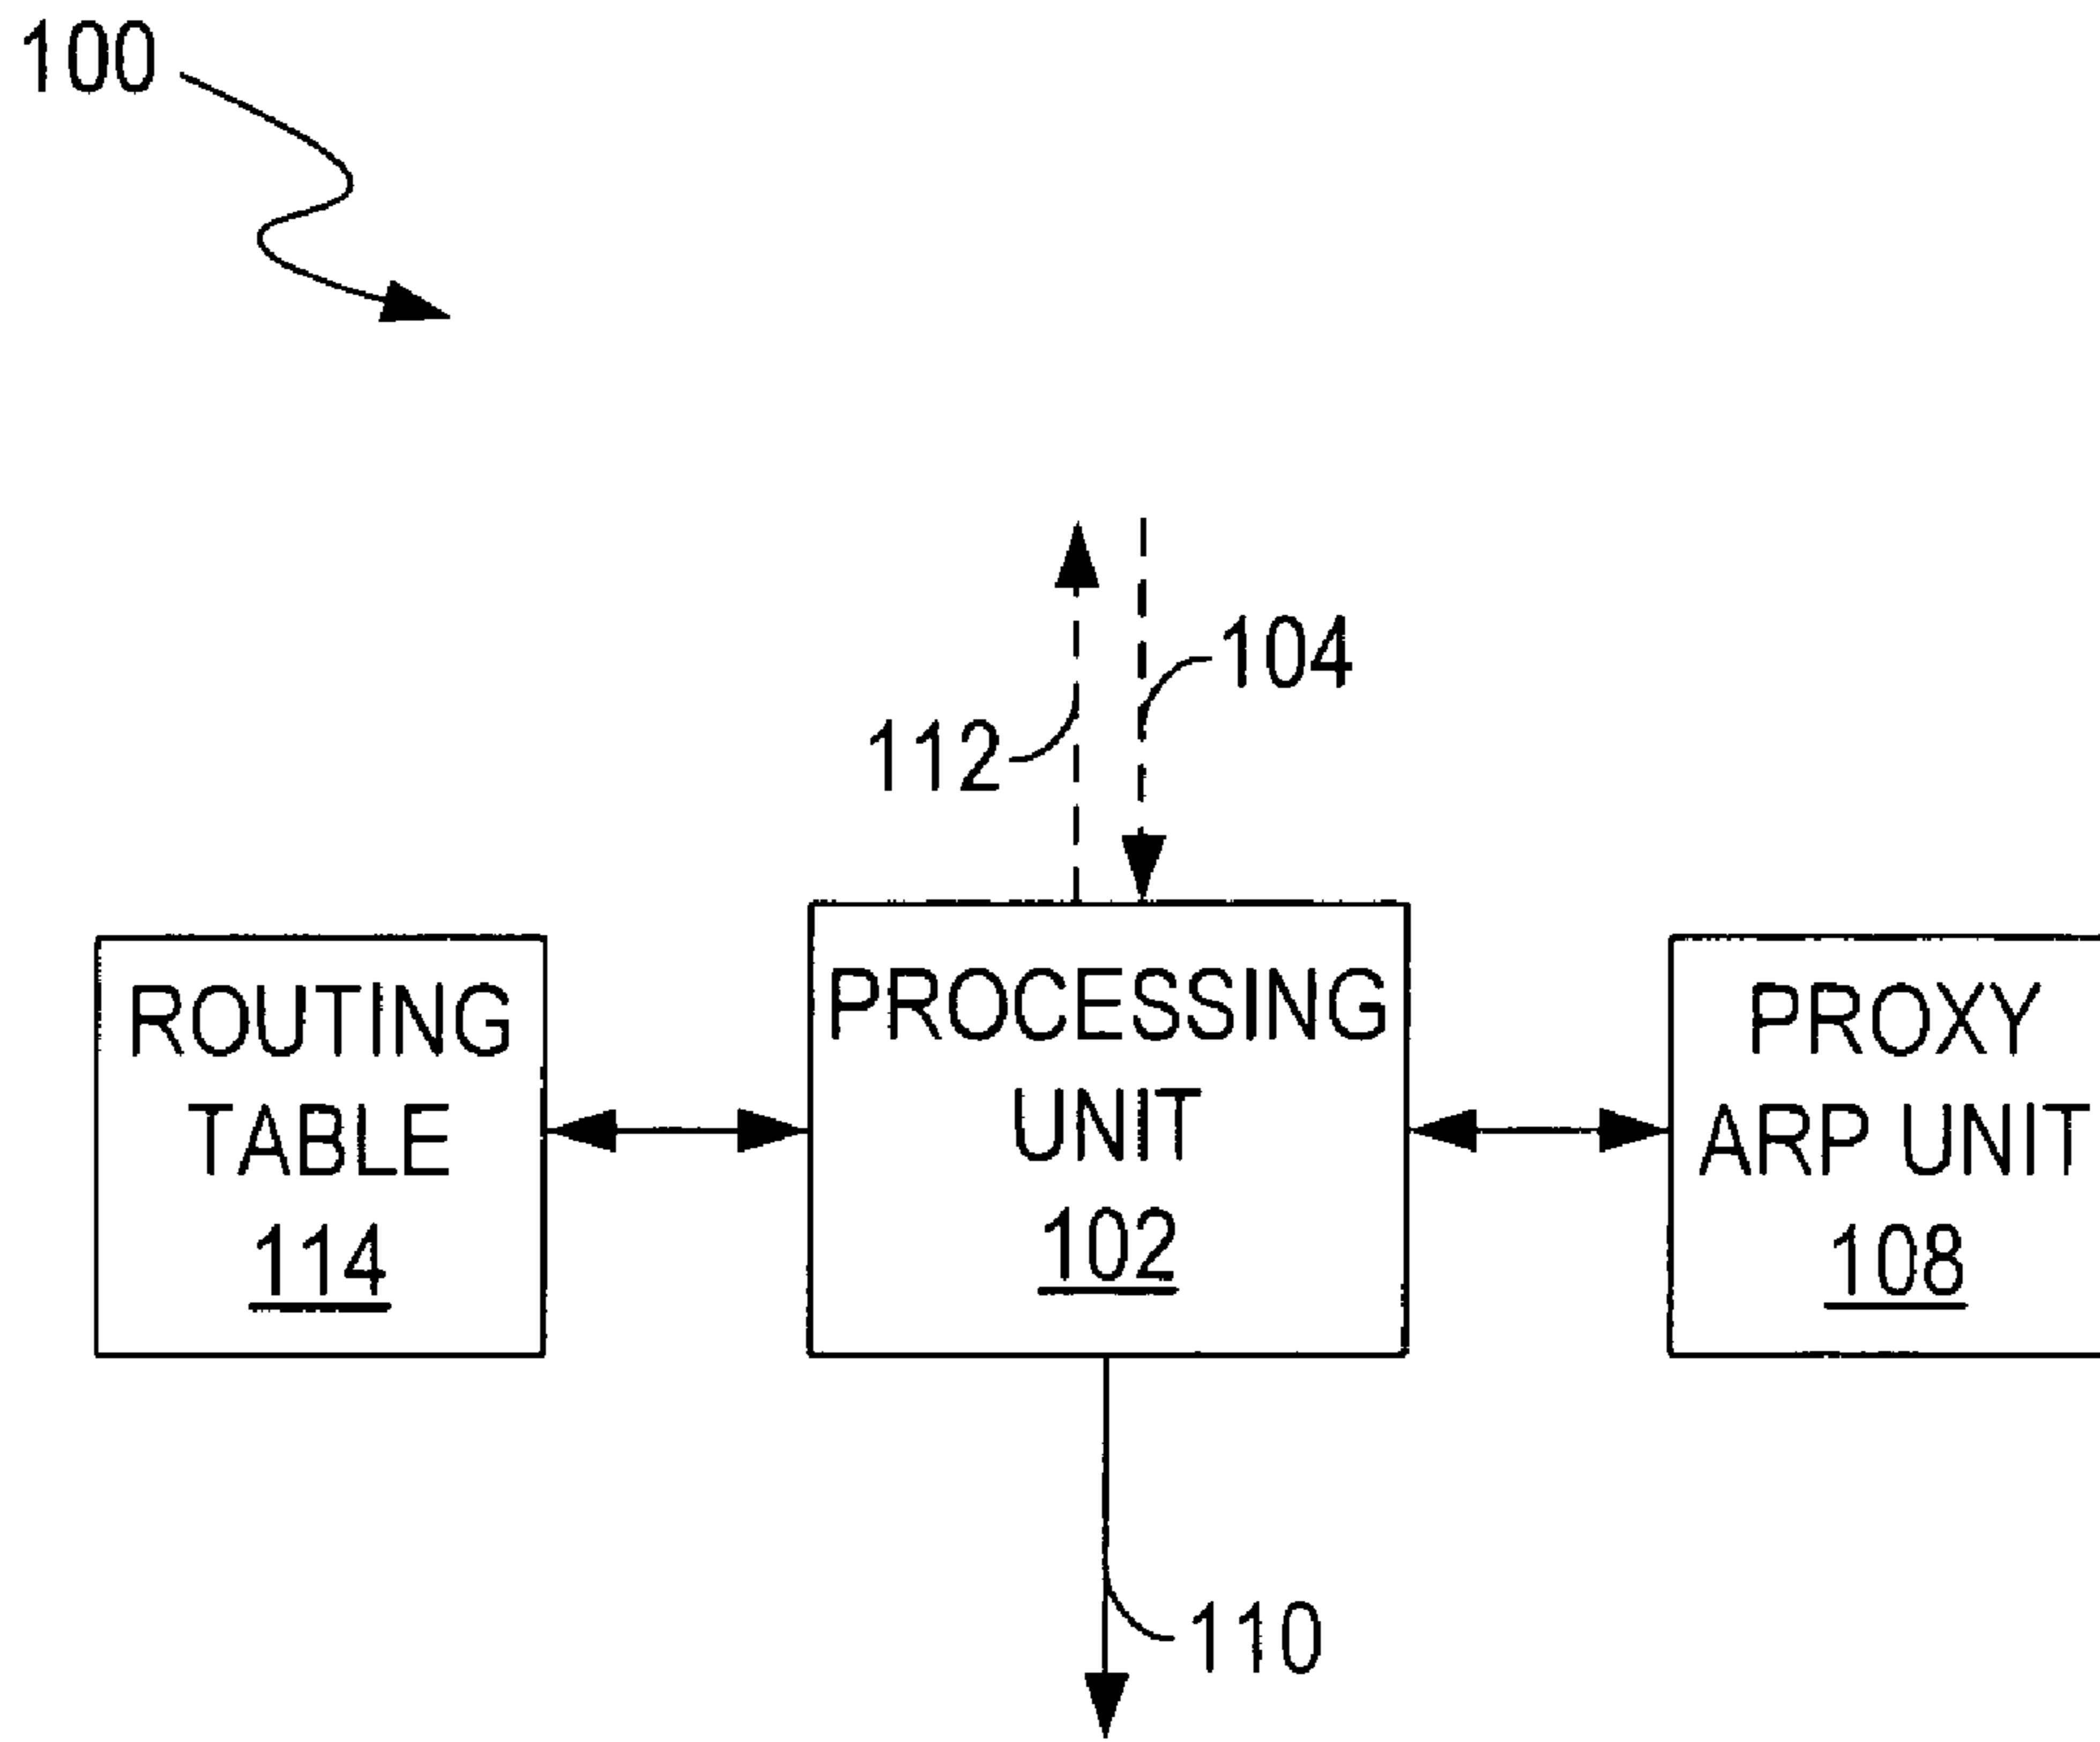 100
104
112
ROUTING
TABLE
114
PROCESSING
UNIT
102
PROXY
ARP UNIT
108
110